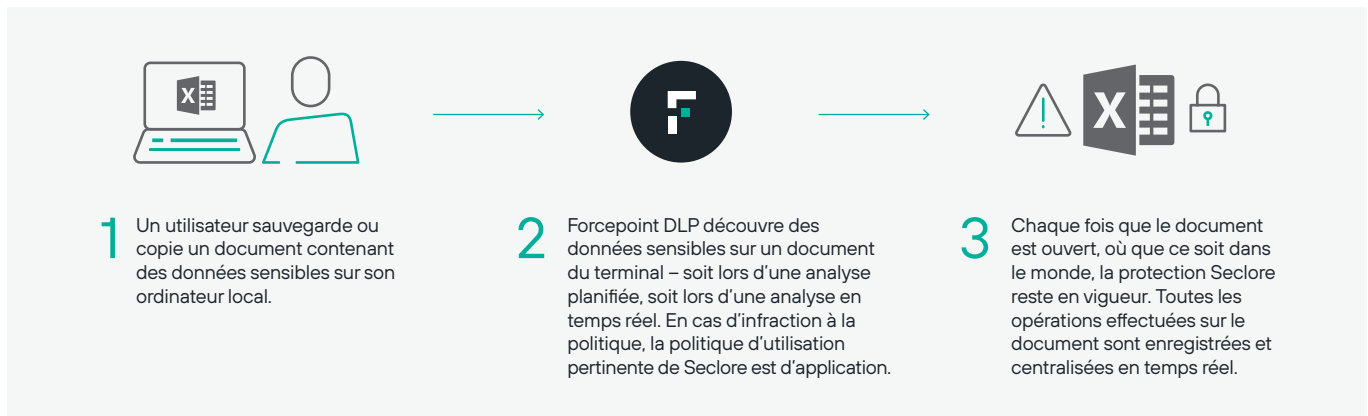 X
X
1
Un utilisateur sauvegarde ou
copie un document contenant
des données sensibles sur son
ordinateur local.
2
Forcepoint DLP découvre des
données sensibles sur un document
du terminal – soit lors d’une analyse
planifiée, soit lors d’une analyse en
temps réel. En cas d’infraction à la
politique, la politique d’utilisation
pertinente de Seclore est d’application.
3
Chaque fois que le document
est ouvert, où que ce soit dans
le monde, la protection Seclore
reste en vigueur. Toutes les
opérations effectuées sur le
document sont enregistrées et
centralisées en temps réel.